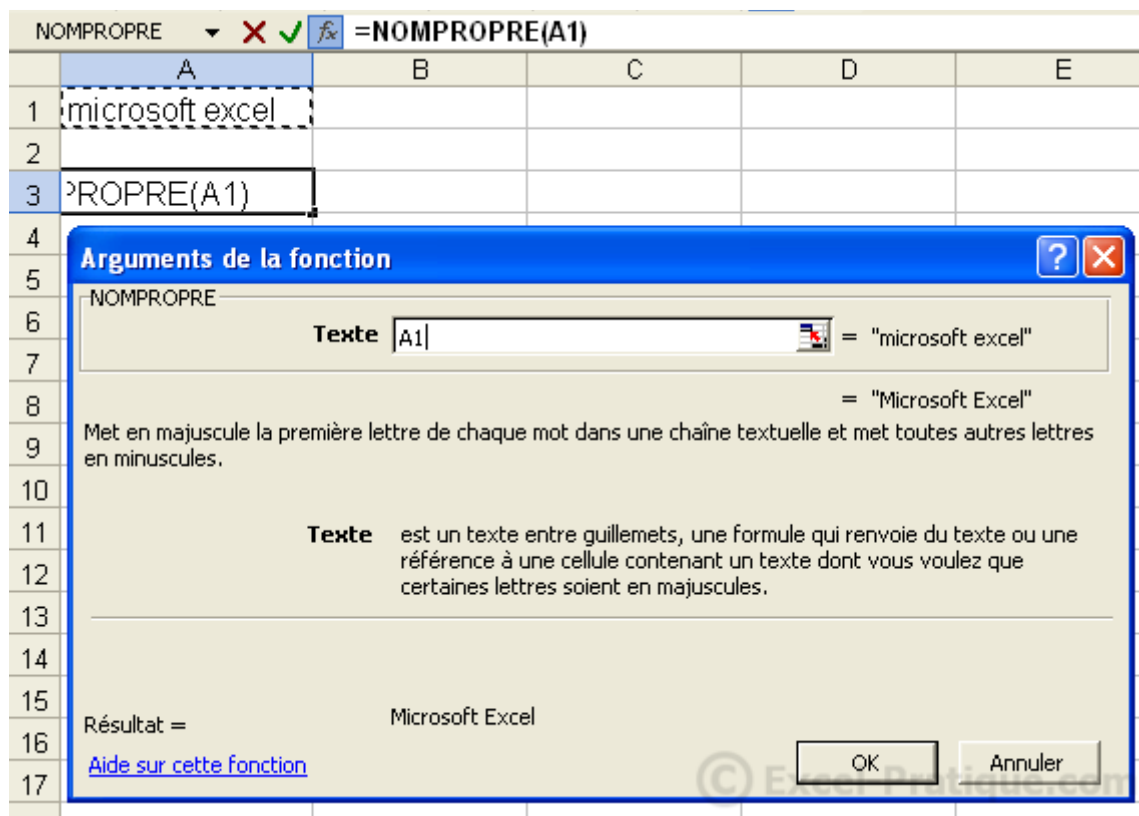 NOMPROPRE =NOMPROPRE(A1)
A B C D E
1 microsoft excel
2
3 PROPRE(A1)
4
Arguments de la fonction
5
NOMPROPRE
6
Texte A1 = "microsoft excel"
7
8 = "Microsoft Excel"
9 Met en majuscule la première lettre de chaque mot dans une chaîne textuelle et met toutes autres lettres
en minuscules.
10
11 Texte est un texte entre guillemets, une formule qui renvoie du texte ou une
référence à une cellule contenant un texte dont vous voulez que
12
certaines lettres soient en majuscules.
13
14
15
Résultat = Microsoft Excel
16
Aide sur cette fonction OK Annuler
17
© Excel-Pratique.com